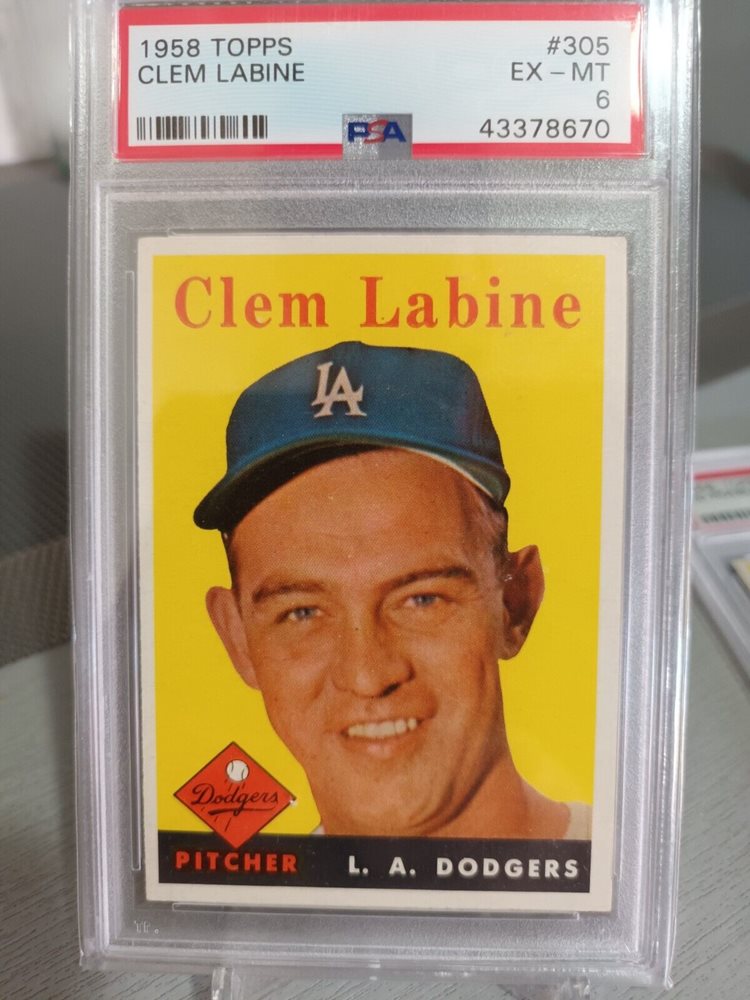 1958 TOPPS
#305
CLEM LABINE
EX - MT
6
PSA
43378670
Clem Labine
LA
Dodgers
PITCHER
L. A. DODGERS